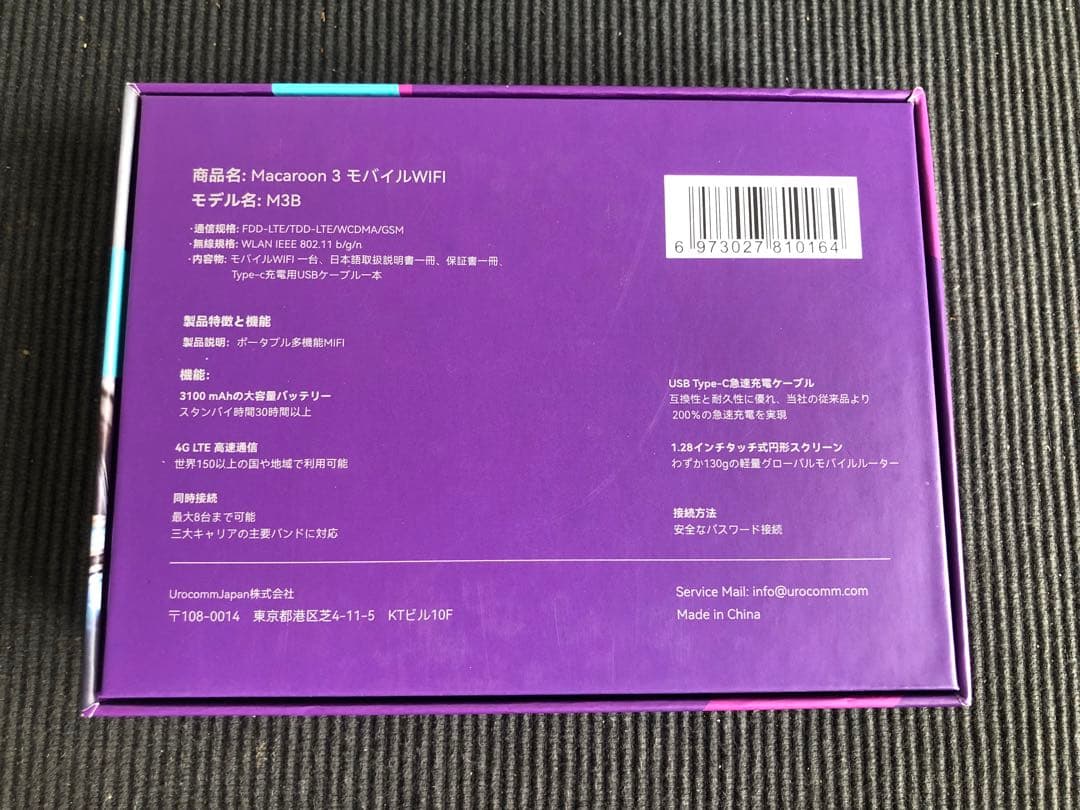 商品名: Macaroon 3 モバイルWIFI
モデル名: M3B
·通信规格: FDD-LTE/TDD-LTE/WCDMA/GSM
·無線規格: WLAN IEEE 802.11 b/g/n
·内容物: モバイルWIFI 一台、日本語取扱説明書一冊、保証書一冊、
Type-c充電用USBケーブル一本
6 973027 810164
製品特徴と機能
製品説明: ポータブル多機能MIFI
機能:
3100 mAhの大容量バッテリー
スタンバイ時間30時間以上
4G LTE 高速通信
世界150以上の国や地域で利用可能
同時接続
最大8台まで可能
三大キャリアの主要バンドに対応
USB Type-C急速充電ケーブル
互換性と耐久性に優れ、当社の従来品より
200%の急速充電を実現
1.28インチタッチ式円形スクリーン
わずか130gの軽量グローバルモバイルルーター
接続方法
安全なパスワード接続
UrocommJapan株式会社
〒108-0014 東京都港区芝4-11-5 KTビル10F
Service Mail: info@urocomm.com
Made in China